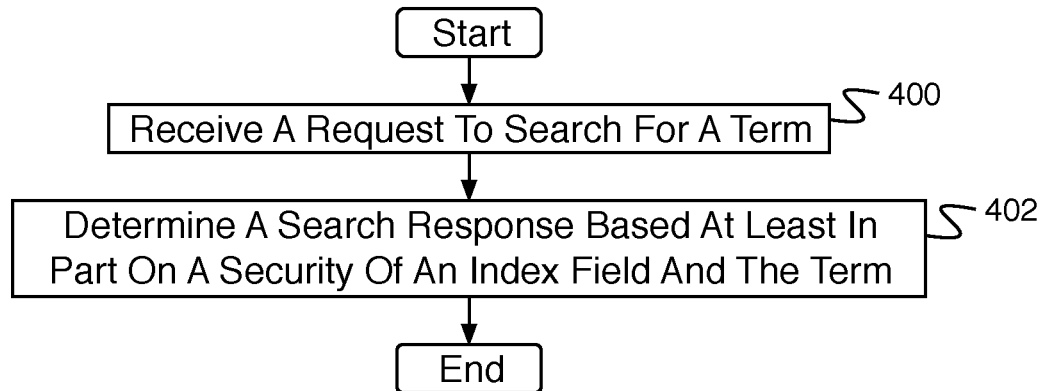 Start
Receive A Request To Search For A Term
400
Determine A Search Response Based At Least In
Part On A Security Of An Index Field And The Term
402
End